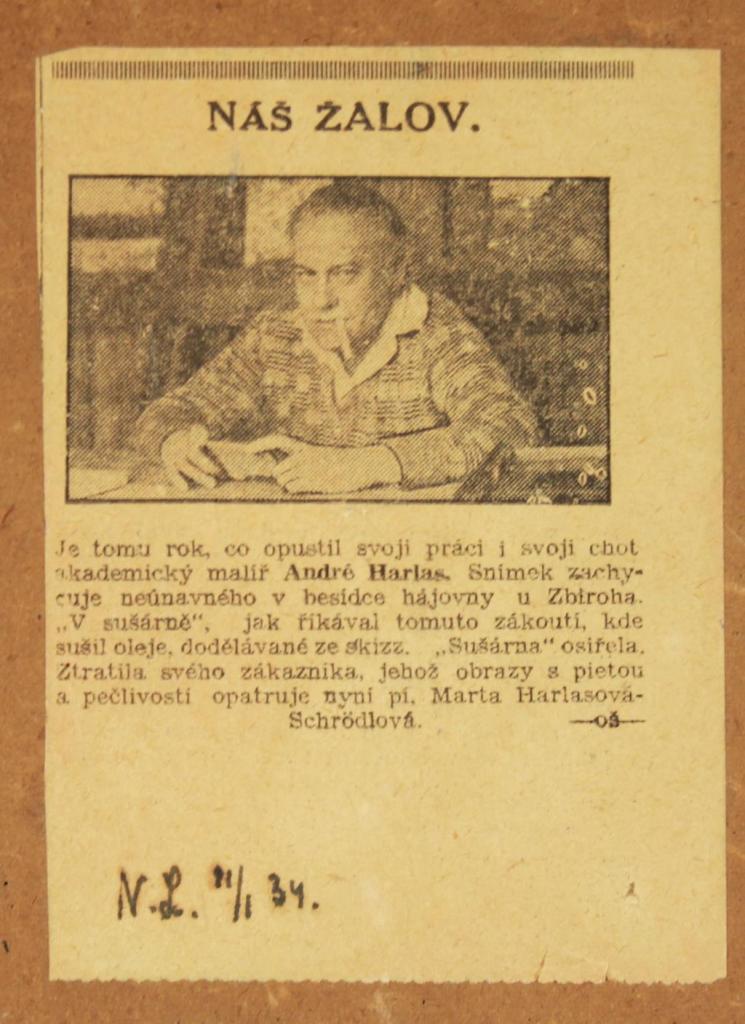 NÁŠ ŽALOV.
Je tomu rok, co opustil svoji práci i svoji choť
akademický malíř André Harlas. Snímek zachy-
cuje neúnavného v besídce hájovny u Zbiroha.
„V sušárně“, jak říkával tomuto zákoutí, kde
sušil oleje, dodělávané ze skizz. „Sušárna“ osiřela.
Ztratila svého zákazníka, jehož obrazy s pietou
a pečlivostí opatruje nyní pí. Marta Harlasová-
Schrödlová. —oš—
N.L. 11/I 34.